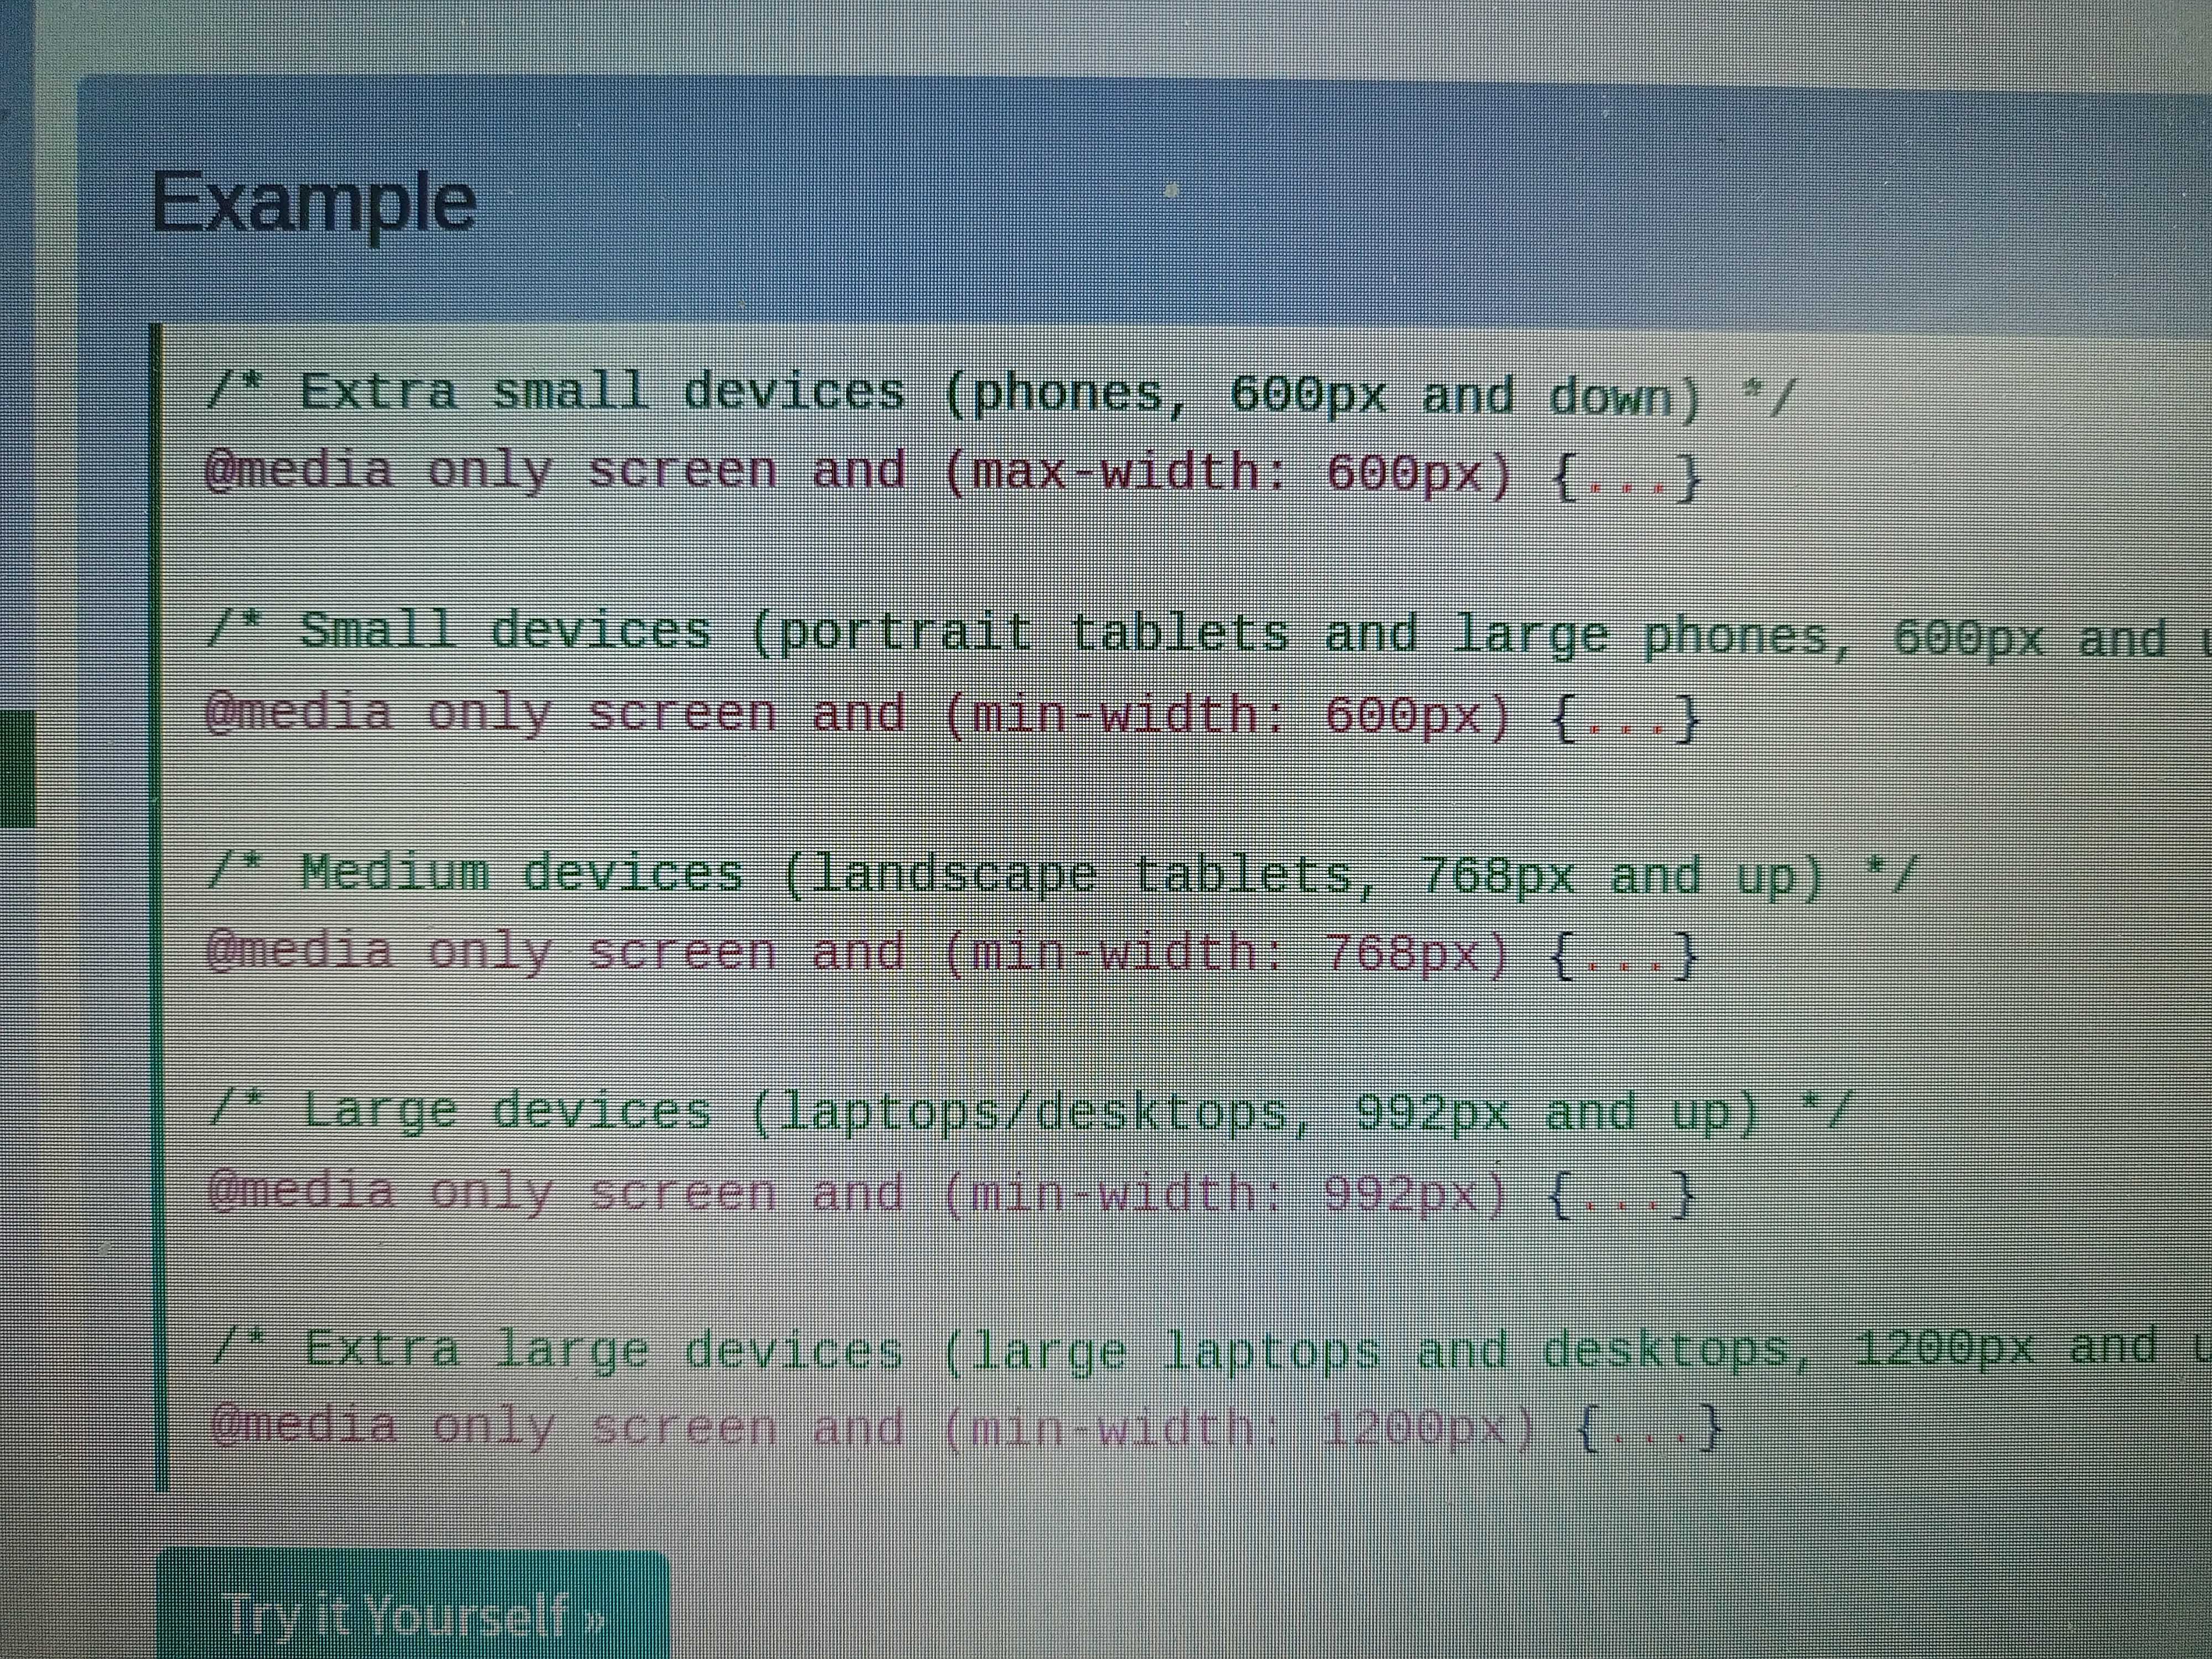 Example
/* Extra small devices (phones, 600px and down) */
@media only screen and (max-width: 600px) {...}
/* Small devices (portrait tablets and large phones, 600px and
@media only screen and (min-width: 600px) {...}
/* Medium devices (landscape tablets, 768px and up) */
@media only screen and (min-width: 768px) {...}
/* Large devices (laptops/desktops, 992px and up) */
@media only screen and (min-width: 992px) {...}
/* Extra large devices (large laptops and desktops, 1200px and
@media only screen and (min-width: 1200px) {...}
Try it Yourself »